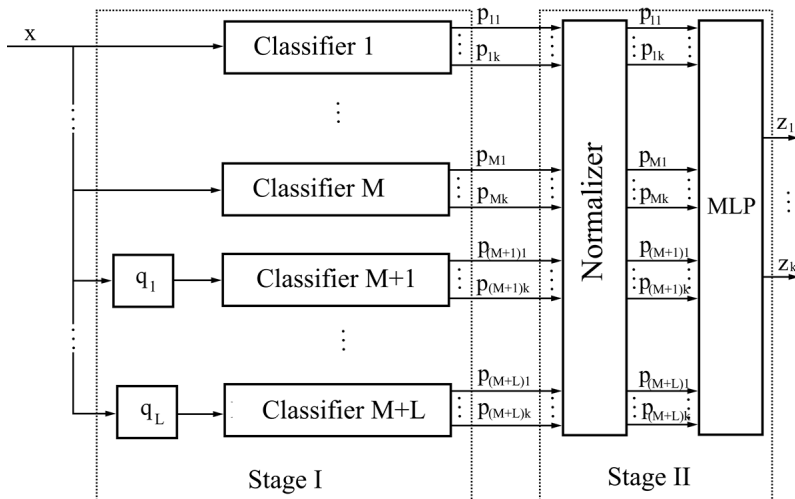 x
Classifier 1
p11
p1k
p11
p1k
Classifier M
pM1
pMk
pM1
pMk
q1
Classifier M+1
p(M+1)1
p(M+1)k
p(M+1)1
p(M+1)k
qL
Classifier M+L
p(M+L)1
p(M+L)k
p(M+L)1
p(M+L)k
Normalizer
MLP
z1
zk
Stage I
Stage II